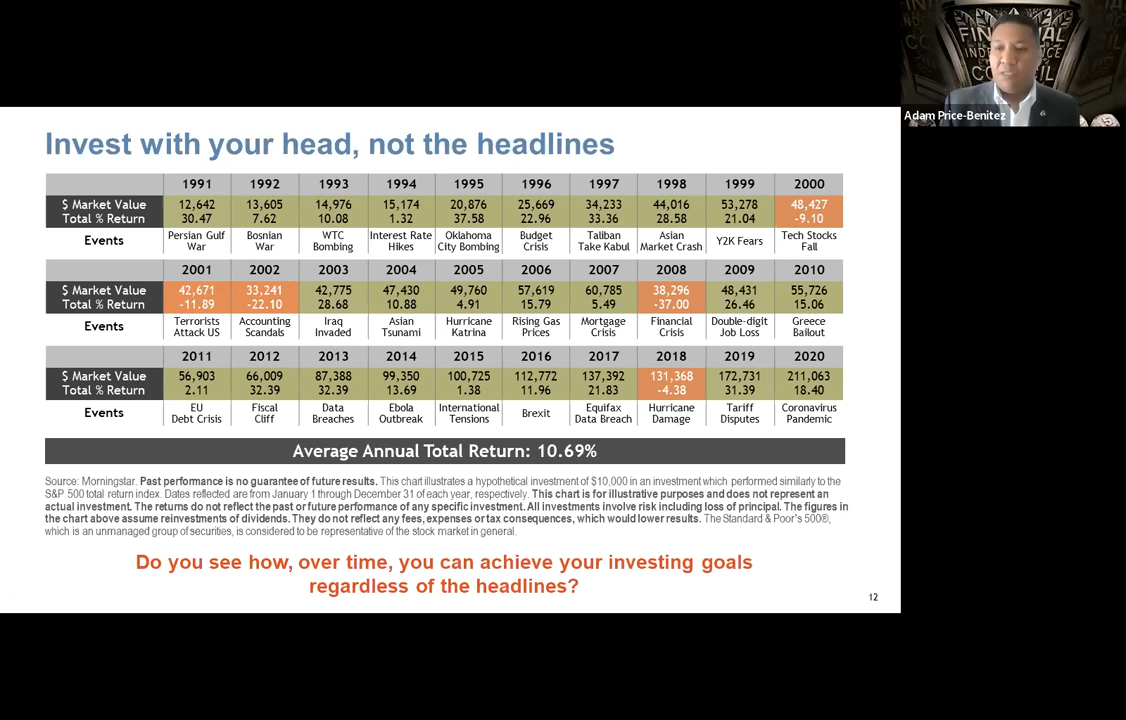 FINANCIAL
INDEPENDENCE
COUNCIL
Adam Price-Benitez
Invest with your head, not the headlines
1991 1992 1993 1994 1995 1996 1997 1998 1999 2000
$ Market Value 12,642 13,605 14,976 15,174 20,876 25,669 34,233 44,016 53,278 48,427
Total % Return 30.47 7.62 10.08 1.32 37.58 22.96 33.36 28.58 21.04 -9.10
Events Persian Gulf War Bosnian War WTC Bombing Interest Rate Hikes Oklahoma City Bombing Budget Crisis Taliban Take Kabul Asian Market Crash Y2K Fears Tech Stocks Fall
2001 2002 2003 2004 2005 2006 2007 2008 2009 2010
$ Market Value 42,671 33,241 42,775 47,430 49,760 57,619 60,785 38,296 48,431 55,726
Total % Return -11.89 -22.10 28.68 10.88 4.91 15.79 5.49 -37.00 26.46 15.06
Events Terrorists Attack US Accounting Scandals Iraq Invaded Asian Tsunami Hurricane Katrina Rising Gas Prices Mortgage Crisis Financial Crisis Double-digit Job Loss Greece Bailout
2011 2012 2013 2014 2015 2016 2017 2018 2019 2020
$ Market Value 56,903 66,009 87,388 99,350 100,725 112,772 137,392 131,368 172,731 211,063
Total % Return 2.11 32.39 32.39 13.69 1.38 11.96 21.83 -4.38 31.39 18.40
Events EU Debt Crisis Fiscal Cliff Data Breaches Ebola Outbreak International Tensions Brexit Equifax Data Breach Hurricane Damage Tariff Disputes Coronavirus Pandemic
Average Annual Total Return: 10.69%
Source: Morningstar. Past performance is no guarantee of future results. This chart illustrates a hypothetical investment of $10,000 in an investment which performed similarly to the
S&P 500 total return index. Dates reflected are from January 1 through December 31 of each year, respectively. This chart is for illustrative purposes and does not represent an
actual investment. The returns do not reflect the past or future performance of any specific investment. All investments involve risk including loss of principal. The figures in
the chart above assume reinvestments of dividends. They do not reflect any fees, expenses or tax consequences, which would lower results. The Standard & Poor's 500®,
which is an unmanaged group of securities, is considered to be representative of the stock market in general.
Do you see how, over time, you can achieve your investing goals
regardless of the headlines?
12